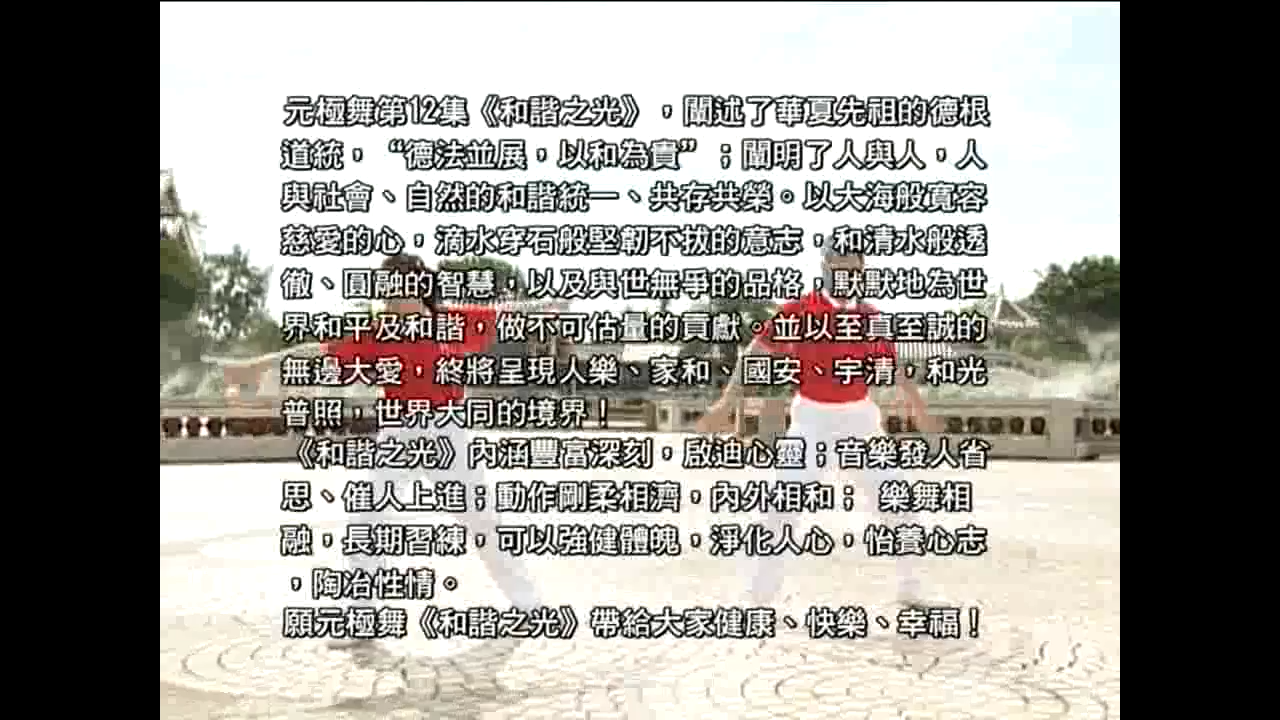 元極舞第12集《和諧之光》，闡述了華夏先祖的德根
道統，“德法並展，以和為貴”；闡明了人與人，人
與社會、自然的和諧統一、共存共榮。以大海般寬容
慈愛的心，滴水穿石般堅韌不拔的意志，和清水般透
徹、圓融的智慧，以及與世無爭的品格，默默地為世
界和平及和諧，做不可估量的貢獻。並以至真至誠的
無邊大愛，終將呈現人樂、家和、國安、宇清，和光
普照，世界大同的境界！
《和諧之光》內涵豐富深刻，啟迪心靈；音樂發人省
思、催人上進；動作剛柔相濟，內外相和； 樂舞相
融，長期習練，可以強健體魄，淨化人心，怡養心志
，陶冶性情。
願元極舞《和諧之光》帶給大家健康、快樂、幸福！